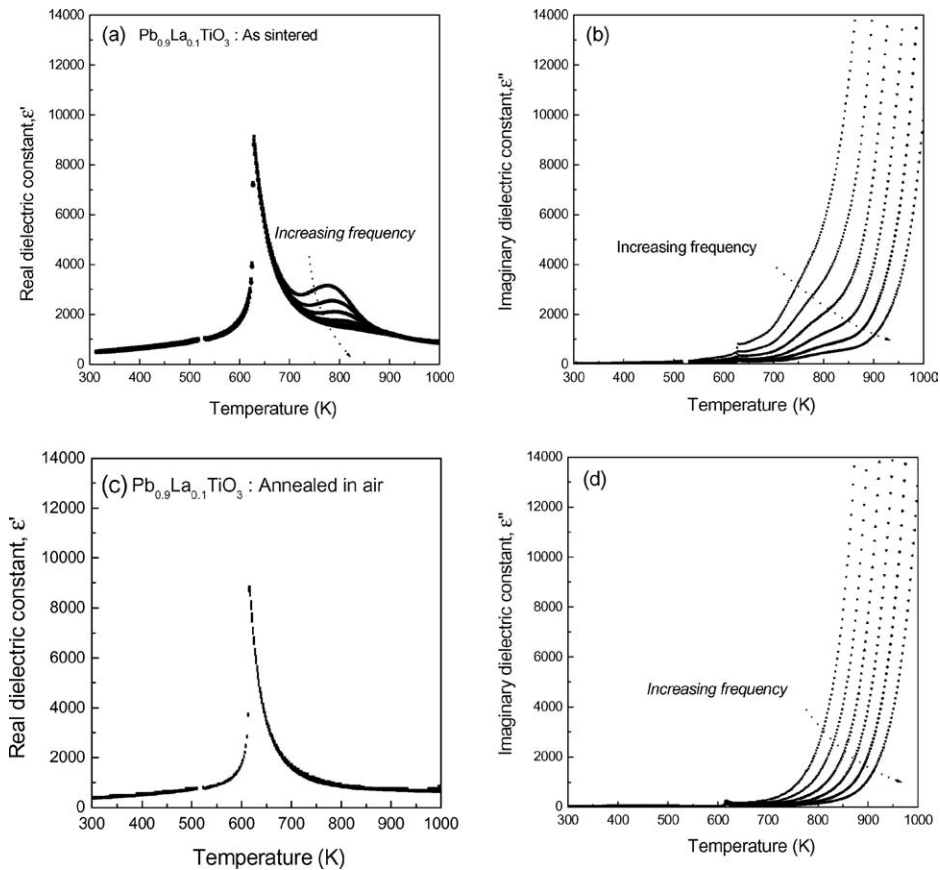 (a) Pb0.9La0.1TiO3 : As sintered
Real dielectric constant,ε'
14000
12000
10000
8000
6000
4000
2000
0
Increasing frequency
300 400 500 600 700 800 900 1000
Temperature (K)
(b)
Imaginary dielectric constant,ε"
14000
12000
10000
8000
6000
4000
2000
0
Increasing frequency
300 400 500 600 700 800 900 1000
Temperature (K)
(c) Pb0.9La0.1TiO3 : Annealed in air
Real dielectric constant, ε'
14000
12000
10000
8000
6000
4000
2000
0
300 400 500 600 700 800 900 1000
Temperature (K)
(d)
Imaginary dielectric constant, ε"
14000
12000
10000
8000
6000
4000
2000
0
Increasing frequency
300 400 500 600 700 800 900 1000
Temperature (K)